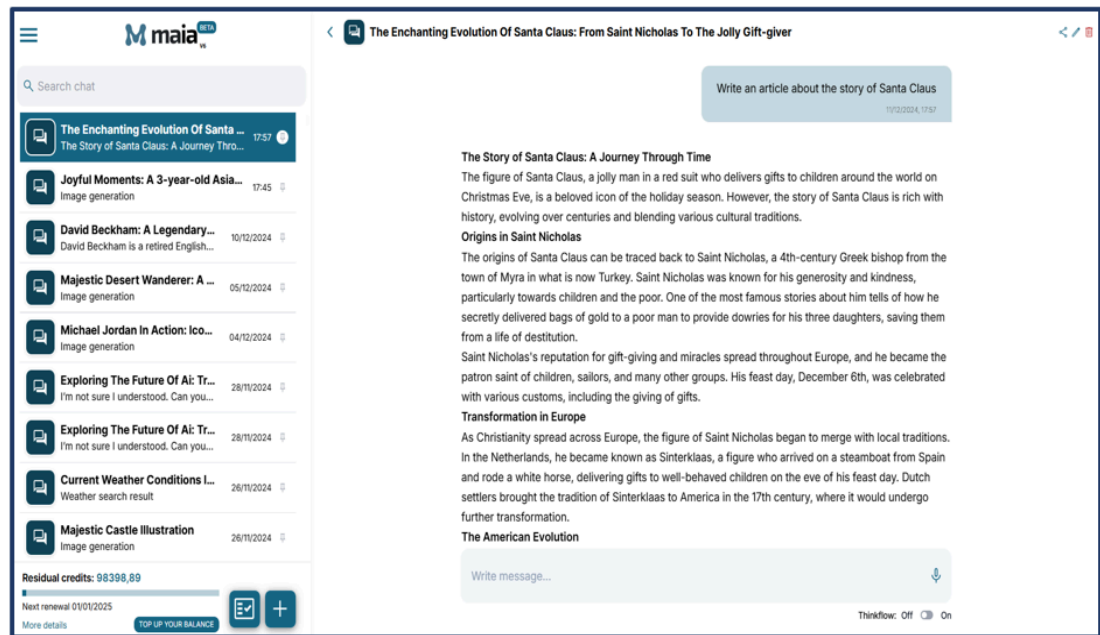 maia
BETA
v6
Search chat
The Enchanting Evolution Of Santa ...
The Story of Santa Claus: A Journey Thro...
17:57
Joyful Moments: A 3-year-old Asia...
Image generation
17:45
David Beckham: A Legendary...
David Beckham is a retired English...
10/12/2024
Majestic Desert Wanderer: A ...
Image generation
05/12/2024
Michael Jordan In Action: Ico...
Image generation
04/12/2024
Exploring The Future Of Ai: Tr...
I'm not sure I understood. Can you...
28/11/2024
Exploring The Future Of Ai: Tr...
I'm not sure I understood. Can you...
28/11/2024
Current Weather Conditions I...
Weather search result
26/11/2024
Majestic Castle Illustration
Image generation
26/11/2024
Residual credits: 98398,89
Next renewal 01/01/2025
More details
TOP UP YOUR BALANCE
The Enchanting Evolution Of Santa Claus: From Saint Nicholas To The Jolly Gift-giver
Write an article about the story of Santa Claus
11/12/2024, 17:57
The Story of Santa Claus: A Journey Through Time
The figure of Santa Claus, a jolly man in a red suit who delivers gifts to children around the world on
Christmas Eve, is a beloved icon of the holiday season. However, the story of Santa Claus is rich with
history, evolving over centuries and blending various cultural traditions.
Origins in Saint Nicholas
The origins of Santa Claus can be traced back to Saint Nicholas, a 4th-century Greek bishop from the
town of Myra in what is now Turkey. Saint Nicholas was known for his generosity and kindness,
particularly towards children and the poor. One of the most famous stories about him tells of how he
secretly delivered bags of gold to a poor man to provide dowries for his three daughters, saving them
from a life of destitution.
Saint Nicholas's reputation for gift-giving and miracles spread throughout Europe, and he became the
patron saint of children, sailors, and many other groups. His feast day, December 6th, was celebrated
with various customs, including the giving of gifts.
Transformation in Europe
As Christianity spread across Europe, the figure of Saint Nicholas began to merge with local traditions.
In the Netherlands, he became known as Sinterklaas, a figure who arrived on a steamboat from Spain
and rode a white horse, delivering gifts to well-behaved children on the eve of his feast day. Dutch
settlers brought the tradition of Sinterklaas to America in the 17th century, where it would undergo
further transformation.
The American Evolution
Write message...
Thinkflow: Off On